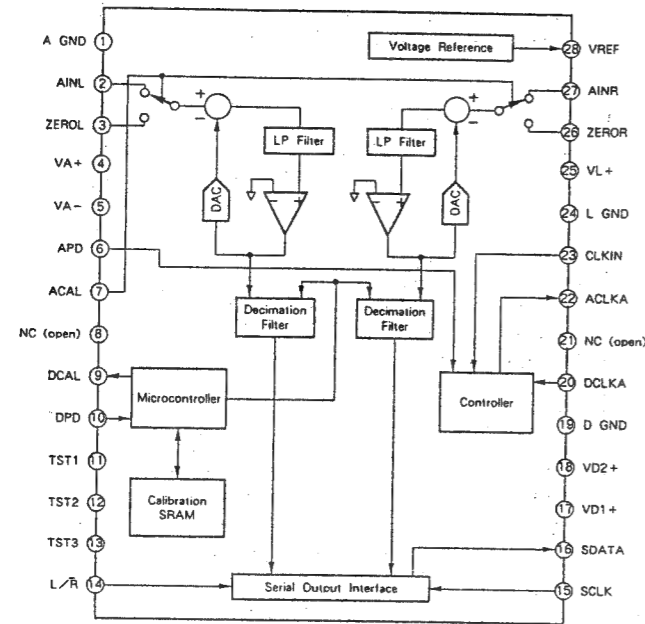 A GND
1
AINL
2
ZEROL
3
VA+
4
VA-
5
APD
6
ACAL
7
NC (open)
8
DCAL
9
DPD
10
TST1
11
TST2
12
TST3
13
L/R̅
14
Voltage Reference
28
VREF
27
AINR
26
ZEROR
25
VL+
24
L GND
23
CLKIN
22
ACLKA
21
NC (open)
20
DCLKA
19
D GND
18
VD2+
17
VD1+
16
SDATA
15
SCLK
+
-
LP Filter
DAC
-
+
+
-
LP Filter
DAC
-
+
Decimation
Filter
Decimation
Filter
Microcontroller
Controller
Calibration
SRAM
Serial Output Interface